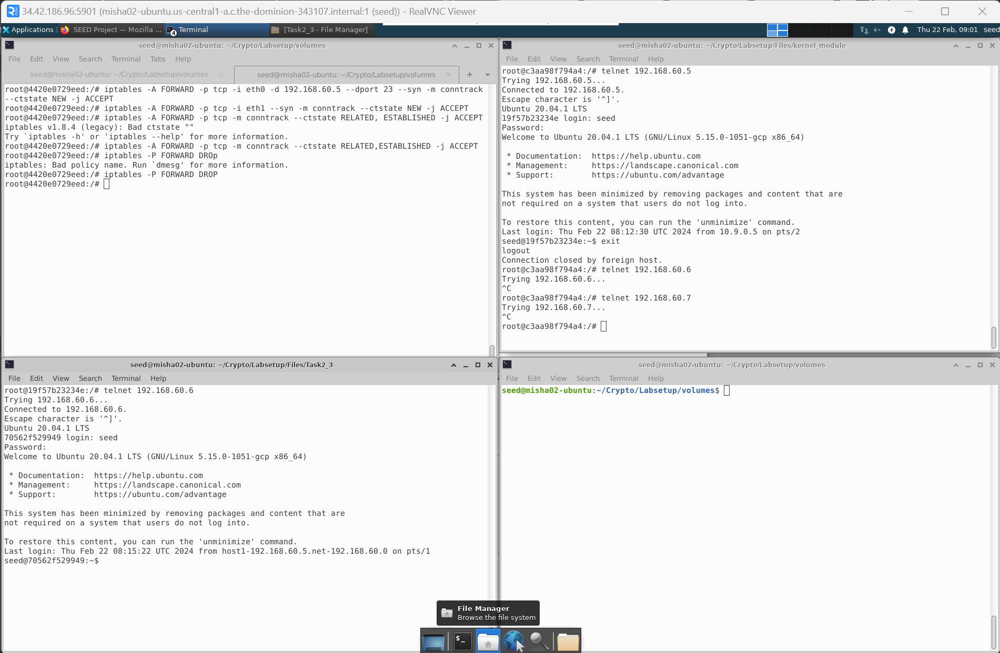 34.42.186.96:5901 (misha02-ubuntu.us-central1-a.c.the-dominion-343107.internal:1 (seed)) - RealVNC Viewer
Applications SEED Project — Mozilla ... 4 Terminal [Task2_3 - File Manager] Thu 22 Feb, 09:01 seed
seed@misha02-ubuntu: ~/Crypto/Labsetup/volumes
File Edit View Search Terminal Tabs Help
seed@misha02-ubuntu: ~/Crypto/Labsetup/volumes × seed@misha02-ubuntu: ~/Crypto/Labsetup/volumes ×
root@4420e0729eed:/# iptables -A FORWARD -p tcp -i eth0 -d 192.168.60.5 --dport 23 --syn -m conntrack
--ctstate NEW -j ACCEPT
root@4420e0729eed:/# iptables -A FORWARD -p tcp -i eth1 --syn -m conntrack --ctstate NEW -j ACCEPT
root@4420e0729eed:/# iptables -A FORWARD -p tcp -m conntrack --ctstate RELATED, ESTABLISHED -j ACCEPT
iptables v1.8.4 (legacy): Bad ctstate ""
Try `iptables -h' or 'iptables --help' for more information.
root@4420e0729eed:/# iptables -A FORWARD -p tcp -m conntrack --ctstate RELATED,ESTABLISHED -j ACCEPT
root@4420e0729eed:/# iptables -P FORWARD DROp
iptables: Bad policy name. Run `dmesg' for more information.
root@4420e0729eed:/# iptables -P FORWARD DROP
root@4420e0729eed:/#
seed@misha02-ubuntu: ~/Crypto/Labsetup/Files/kernel_module
File Edit View Search Terminal Help
root@c3aa98f794a4:/# telnet 192.168.60.5
Trying 192.168.60.5...
Connected to 192.168.60.5.
Escape character is '^]'.
Ubuntu 20.04.1 LTS
19f57b23234e login: seed
Password:
Welcome to Ubuntu 20.04.1 LTS (GNU/Linux 5.15.0-1051-gcp x86_64)
* Documentation: https://help.ubuntu.com
* Management: https://landscape.canonical.com
* Support: https://ubuntu.com/advantage
This system has been minimized by removing packages and content that are
not required on a system that users do not log into.
To restore this content, you can run the 'unminimize' command.
Last login: Thu Feb 22 08:12:30 UTC 2024 from 10.9.0.5 on pts/2
seed@19f57b23234e:~$ exit
logout
Connection closed by foreign host.
root@c3aa98f794a4:/# telnet 192.168.60.6
Trying 192.168.60.6...
^C
root@c3aa98f794a4:/# telnet 192.168.60.7
Trying 192.168.60.7...
^C
root@c3aa98f794a4:/#
seed@misha02-ubuntu: ~/Crypto/Labsetup/Files/Task2_3
File Edit View Search Terminal Help
root@19f57b23234e:/# telnet 192.168.60.6
Trying 192.168.60.6...
Connected to 192.168.60.6.
Escape character is '^]'.
Ubuntu 20.04.1 LTS
70562f529949 login: seed
Password:
Welcome to Ubuntu 20.04.1 LTS (GNU/Linux 5.15.0-1051-gcp x86_64)
* Documentation: https://help.ubuntu.com
* Management: https://landscape.canonical.com
* Support: https://ubuntu.com/advantage
This system has been minimized by removing packages and content that are
not required on a system that users do not log into.
To restore this content, you can run the 'unminimize' command.
Last login: Thu Feb 22 08:15:22 UTC 2024 from host1-192.168.60.5.net-192.168.60.0 on pts/1
seed@70562f529949:~$
seed@misha02-ubuntu: ~/Crypto/Labsetup/volumes
File Edit View Search Terminal Help
seed@misha02-ubuntu:~/Crypto/Labsetup/volumes$
File Manager
Browse the file system